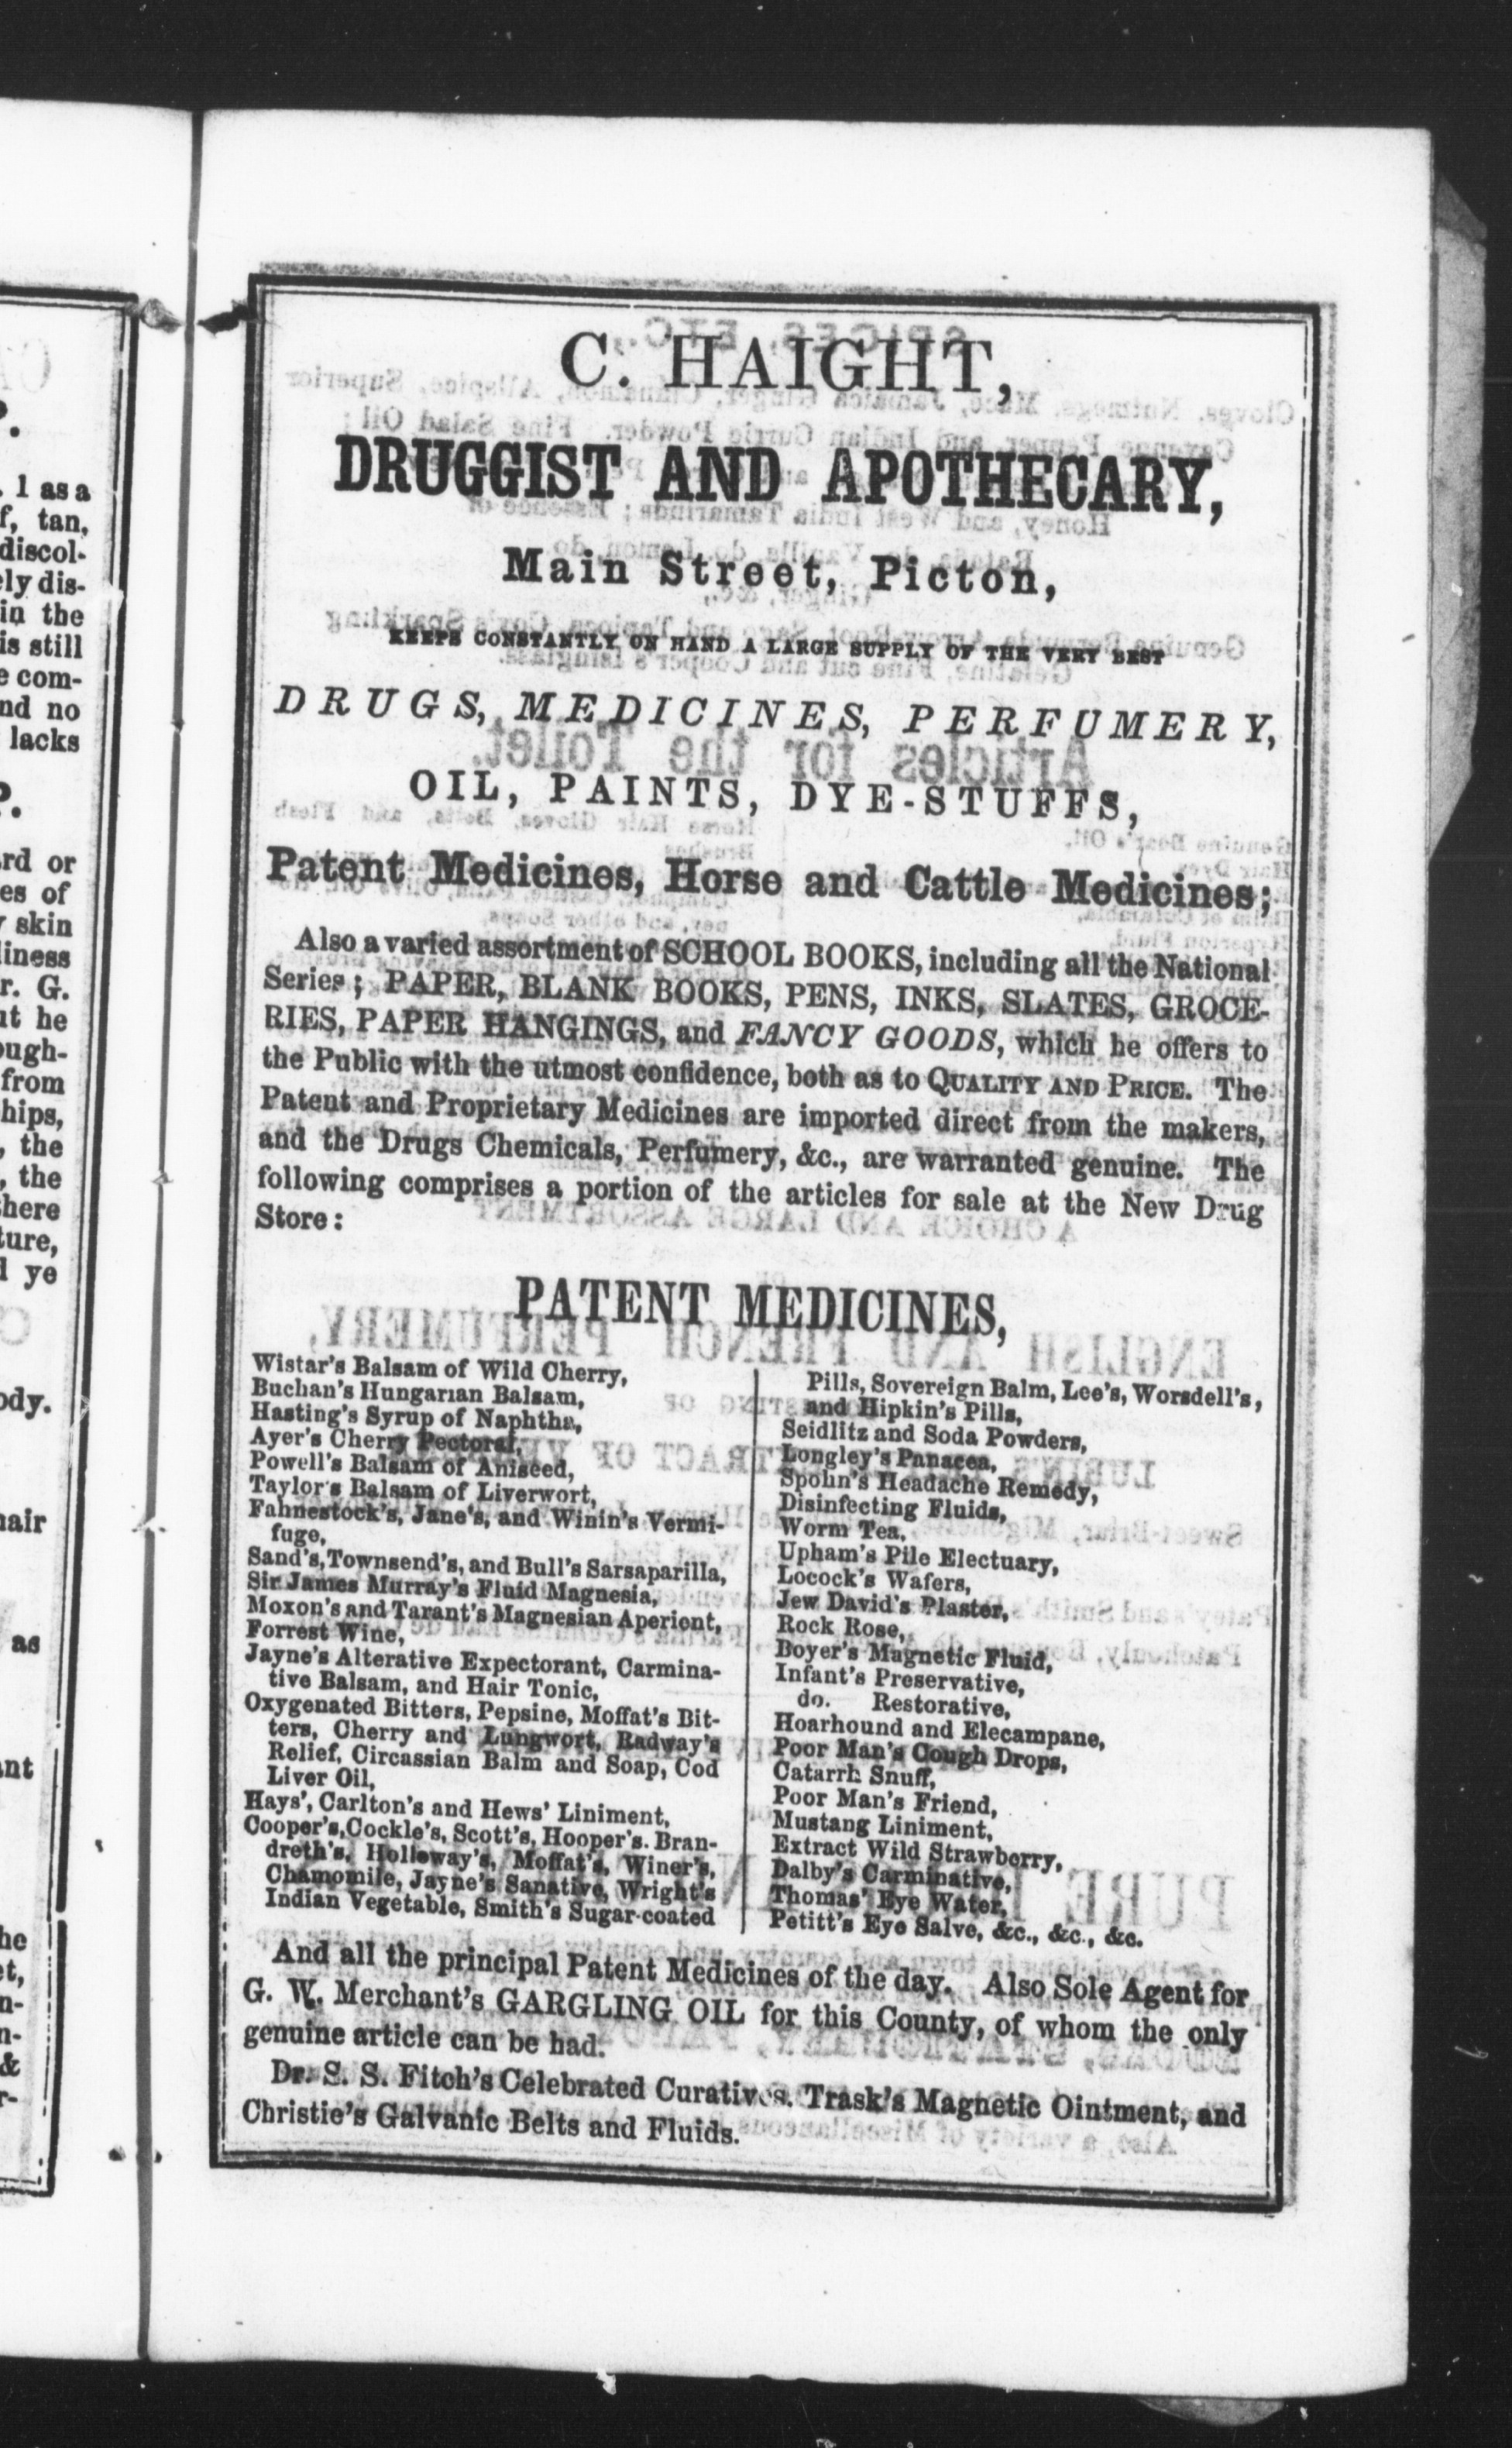 C. HAIGHT,
DRUGGIST AND APOTHECARY,
Main Street, Picton,
KEEPS CONSTANTLY ON HAND A LARGE SUPPLY OF THE VERY BEST
DRUGS, MEDICINES, PERFUMERY,
OIL, PAINTS, DYE-STUFFS,
Patent Medicines, Horse and Cattle Medicines;
Also a varied assortment of SCHOOL BOOKS, including all the National
Series; PAPER, BLANK BOOKS, PENS, INKS, SLATES, GROCE-
RIES, PAPER HANGINGS, and FANCY GOODS, which he offers to
the Public with the utmost confidence, both as to QUALITY AND PRICE. The
Patent and Proprietary Medicines are imported direct from the makers,
and the Drugs Chemicals, Perfumery, &c., are warranted genuine. The
following comprises a portion of the articles for sale at the New Drug
Store:
PATENT MEDICINES,
Wistar's Balsam of Wild Cherry,
Buchan's Hungarian Balsam,
Hasting's Syrup of Naphtha,
Ayer's Cherry Pectoral,
Powell's Balsam of Aniseed,
Taylor's Balsam of Liverwort,
Fahnestock's, Jane's, and Winin's Vermi-
fuge,
Sand's, Townsend's, and Bull's Sarsaparilla,
Sir James Murray's Fluid Magnesia,
Moxon's and Tarant's Magnesian Aperient,
Forrest Wine,
Jayne's Alterative Expectorant, Carmina-
tive Balsam, and Hair Tonic,
Oxygenated Bitters, Pepsine, Moffat's Bit-
ters, Cherry and Lungwort, Radway's
Relief, Circassian Balm and Soap, Cod
Liver Oil,
Hays', Carlton's and Hews' Liniment,
Cooper's, Cockle's, Scott's, Hooper's. Bran-
dreth's, Holloway's, Moffat's, Winer's,
Chamomile, Jayne's Sanative, Wright's
Indian Vegetable, Smith's Sugar-coated
Pills, Sovereign Balm, Lee's, Worsdell's,
and Hipkin's Pills,
Seidlitz and Soda Powders,
Longley's Panacea,
Spohn's Headache Remedy,
Disinfecting Fluids,
Worm Tea,
Upham's Pile Electuary,
Locock's Wafers,
Jew David's Plaster,
Rock Rose,
Boyer's Magnetic Fluid,
Infant's Preservative,
do. Restorative,
Hoarhound and Elecampane,
Poor Man's Cough Drops,
Catarrh Snuff,
Poor Man's Friend,
Mustang Liniment,
Extract Wild Strawberry,
Dalby's Carminative,
Thomas' Eye Water,
Petitt's Eye Salve, &c., &c., &c.
And all the principal Patent Medicines of the day. Also Sole Agent for
G. W. Merchant's GARGLING OIL for this County, of whom the only
genuine article can be had.
Dr. S. S. Fitch's Celebrated Curatives. Trask's Magnetic Ointment, and
Christie's Galvanic Belts and Fluids.